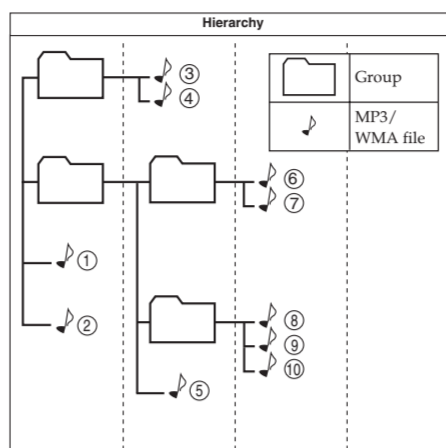 Hierarchy
③
④
Group
MP3/
WMA file
⑥
⑦
①
②
⑧
⑨
⑩
⑤